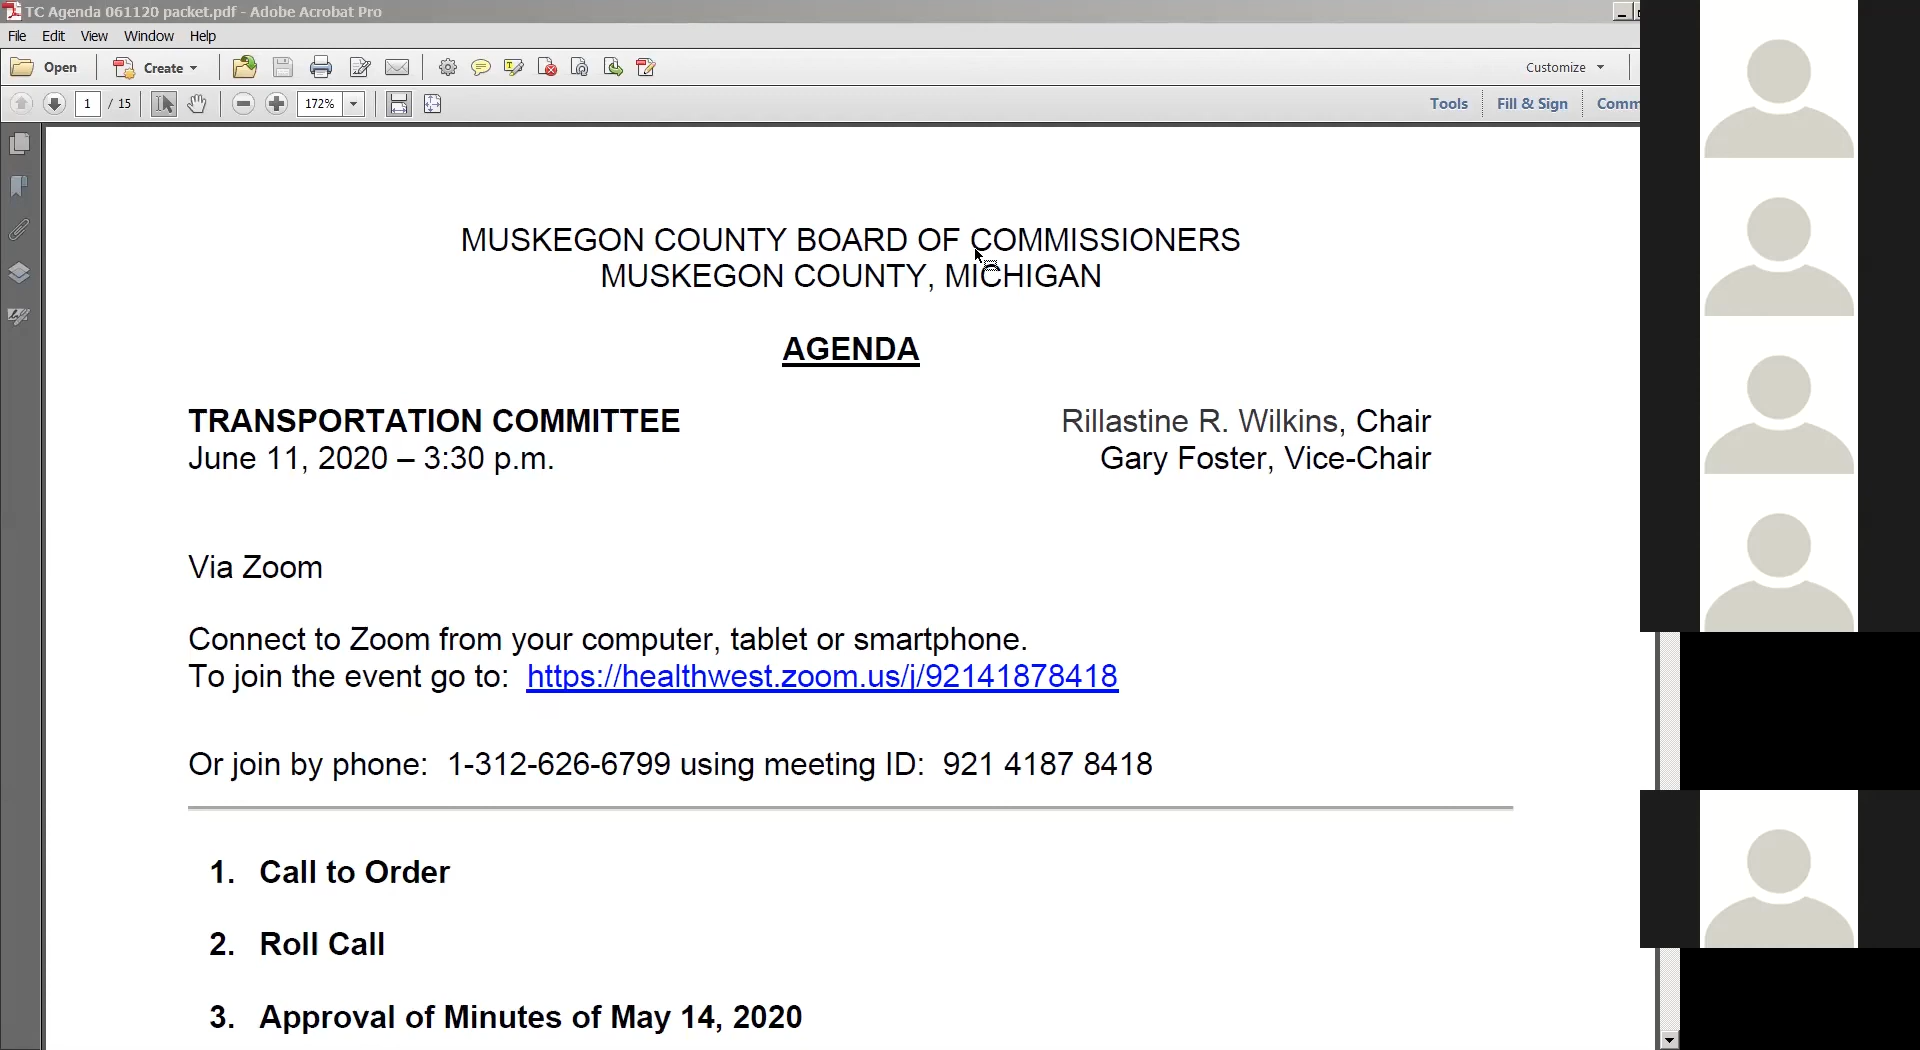 TC Agenda 061120 packet.pdf - Adobe Acrobat Pro
File Edit View Window Help
Open Create Customize
1 / 15 172% Tools Fill & Sign Comm
MUSKEGON COUNTY BOARD OF COMMISSIONERS
MUSKEGON COUNTY, MICHIGAN
AGENDA
TRANSPORTATION COMMITTEE Rillastine R. Wilkins, Chair
June 11, 2020 – 3:30 p.m. Gary Foster, Vice-Chair
Via Zoom
Connect to Zoom from your computer, tablet or smartphone.
To join the event go to: https://healthwest.zoom.us/j/92141878418
Or join by phone: 1-312-626-6799 using meeting ID: 921 4187 8418
1. Call to Order
2. Roll Call
3. Approval of Minutes of May 14, 2020